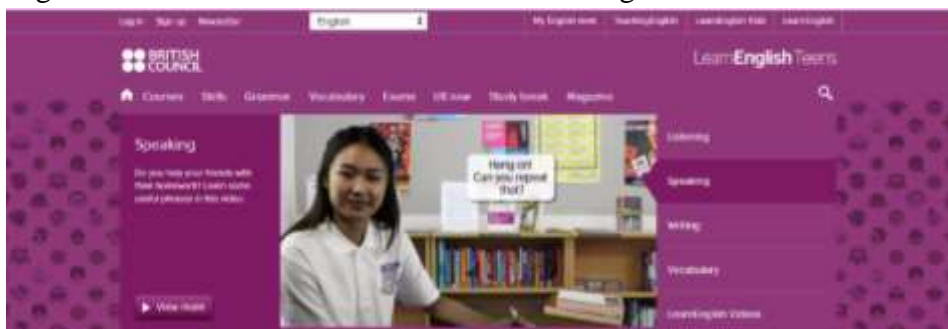 Log in Sign up Newsletter English My English Week TeachingEnglish LearnEnglish Kids LearnEnglish
BRITISH
COUNCIL
LearnEnglish Teens
Courses Skills Grammar Vocabulary Exams UK now Study break Magazine
Speaking
Do you help your friends with
their homework? Learn some
useful phrases in this video.
View more
Hang on!
Can you repeat
that?
Listening
Speaking
Writing
Vocabulary
LearnEnglish Videos